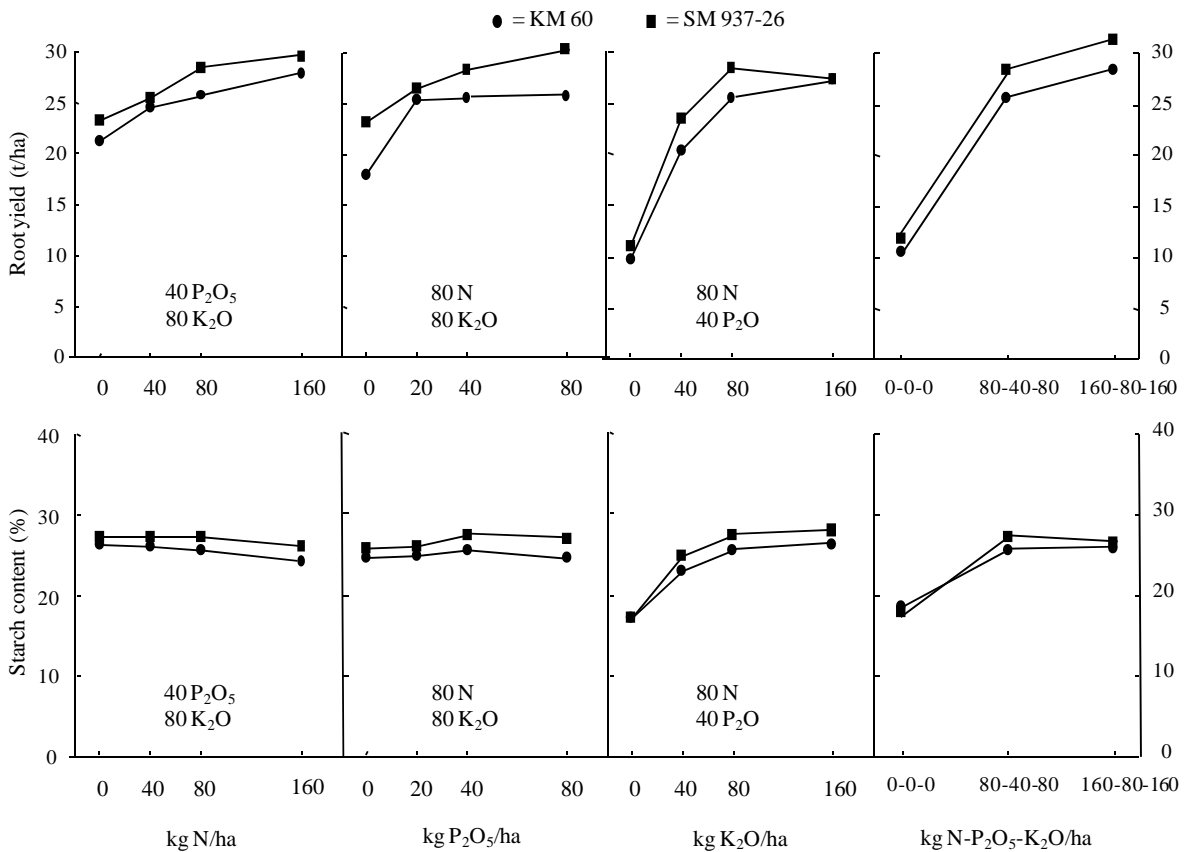 = KM 60 = SM 937-26
Root yield (t/ha)
30 30
25 25
20 20
15 15
10 10
5 5
0 0
40 P₂O₅ 80 N 80 N
80 K₂O 80 K₂O 40 P₂O
0 40 80 160 0 20 40 80 0 40 80 160 0-0-0 80-40-80 160-80-160
Starch content (%)
40 40
30 30
20 20
10 10
0 0
40 P₂O₅ 80 N 80 N
80 K₂O 80 K₂O 40 P₂O
0 40 80 160 0 20 40 80 0 40 80 160 0-0-0 80-40-80 160-80-160
kg N/ha kg P₂O₅/ha kg K₂O/ha kg N-P₂O₅-K₂O/ha